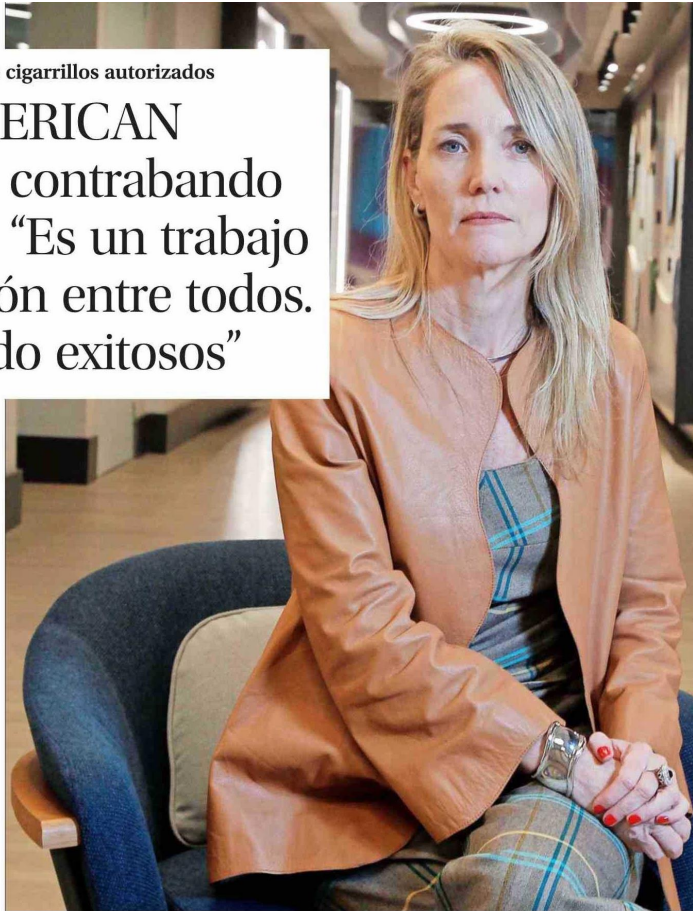 cigarrillos autorizados
ERICAN
contrabando
“Es un trabajo
ón entre todos.
do exitosos”